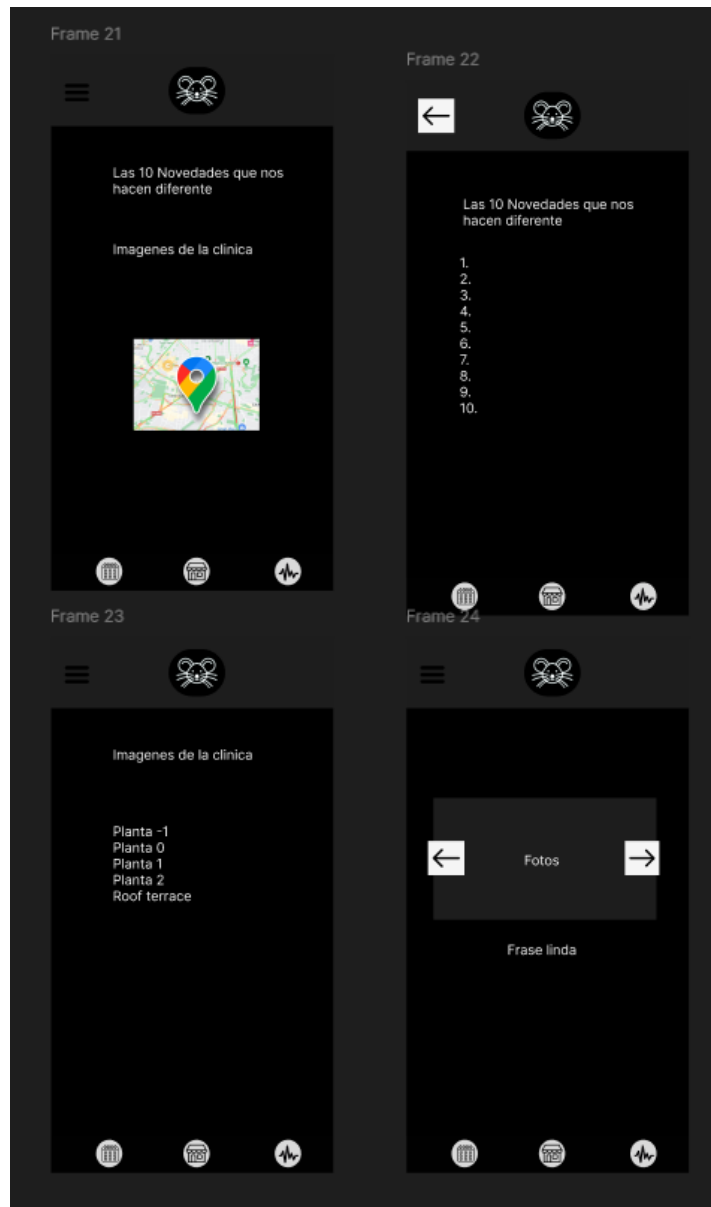 Frame 21
Las 10 Novedades que nos
hacen diferente
Imagenes de la clinica
Frame 22
Las 10 Novedades que nos
hacen diferente
1.
2.
3.
4.
5.
6.
7.
8.
9.
10.
Frame 23
Imagenes de la clinica
Planta -1
Planta 0
Planta 1
Planta 2
Roof terrace
Frame 24
Fotos
Frase linda